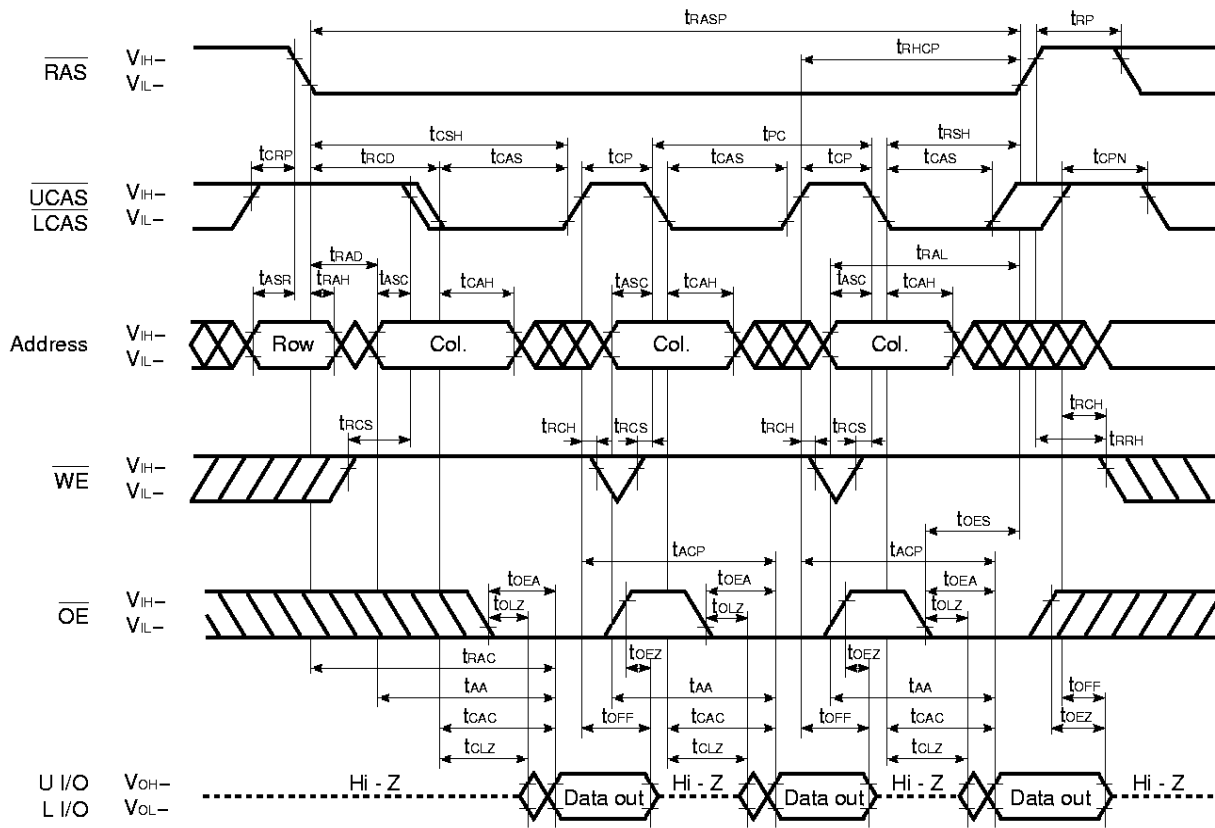 tRASP tRP
tRHCP
RAS VIH–
VIL–
tCSH tPC tRSH
tCRP tRCD tCAS tCP tCAS tCP tCAS tCPN
UCAS VIH–
LCAS VIL–
tRAD tRAL
tASR tRAH tASC tCAH tASC tCAH tASC tCAH
Address VIH–
VIL–
Row Col. Col. Col.
tRCS tRCH tRCS tRCH tRCS tRCH
tRRH
WE VIH–
VIL–
tOES
tACP tACP
tOEA tOEA tOEA
OE VIH–
VIL–
tOLZ tOLZ tOLZ
tRAC tOEZ tOEZ
tAA tAA tAA tOFF
tCAC tOFF tCAC tOFF tCAC tOEZ
tCLZ tCLZ tCLZ
U I/O VOH–
L I/O VOL–
Hi - Z Data out Hi - Z Data out Hi - Z Data out Hi - Z